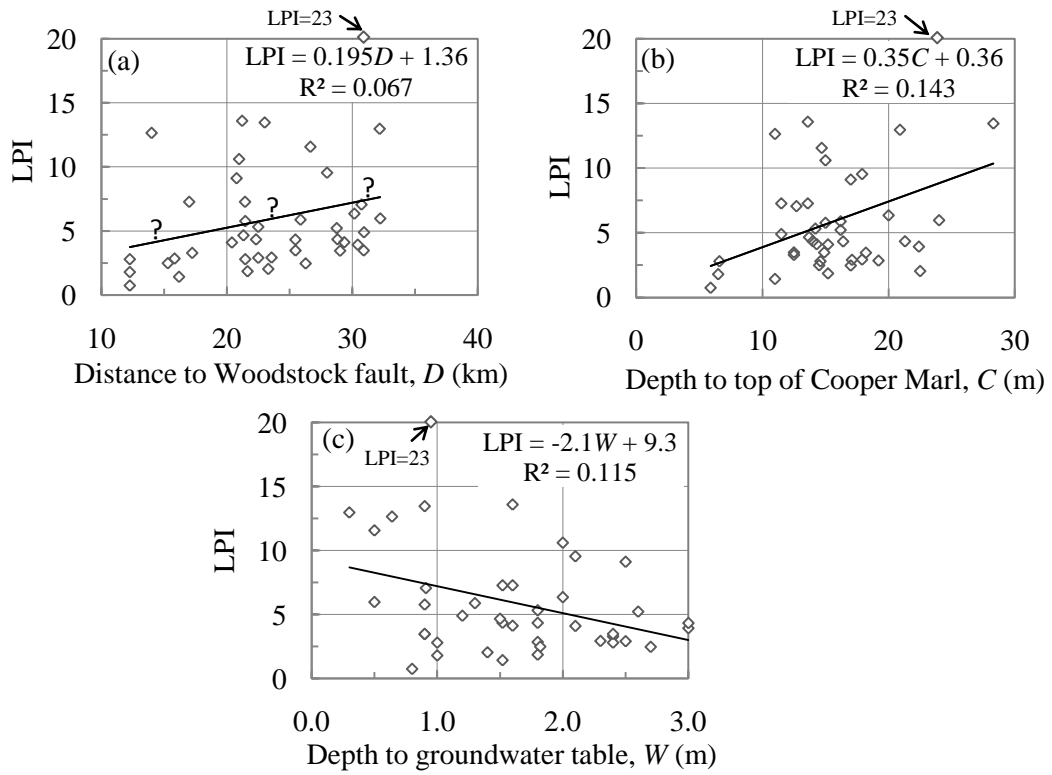 LPI=23
(a)
LPI = 0.195D + 1.36
R² = 0.067
20
15
10
5
0
LPI
?
?
?
10 20 30 40
Distance to Woodstock fault, D (km)
LPI=23
(b)
LPI = 0.35C + 0.36
R² = 0.143
20
15
10
5
0
LPI
0 10 20 30
Depth to top of Cooper Marl, C (m)
(c)
LPI=23
LPI = -2.1W + 9.3
R² = 0.115
20
15
10
5
0
LPI
0.0 1.0 2.0 3.0
Depth to groundwater table, W (m)